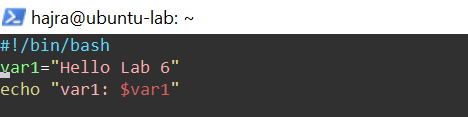 hajra@ubuntu-lab: ~
#!/bin/bash
var1="Hello Lab 6"
echo "var1: $var1"